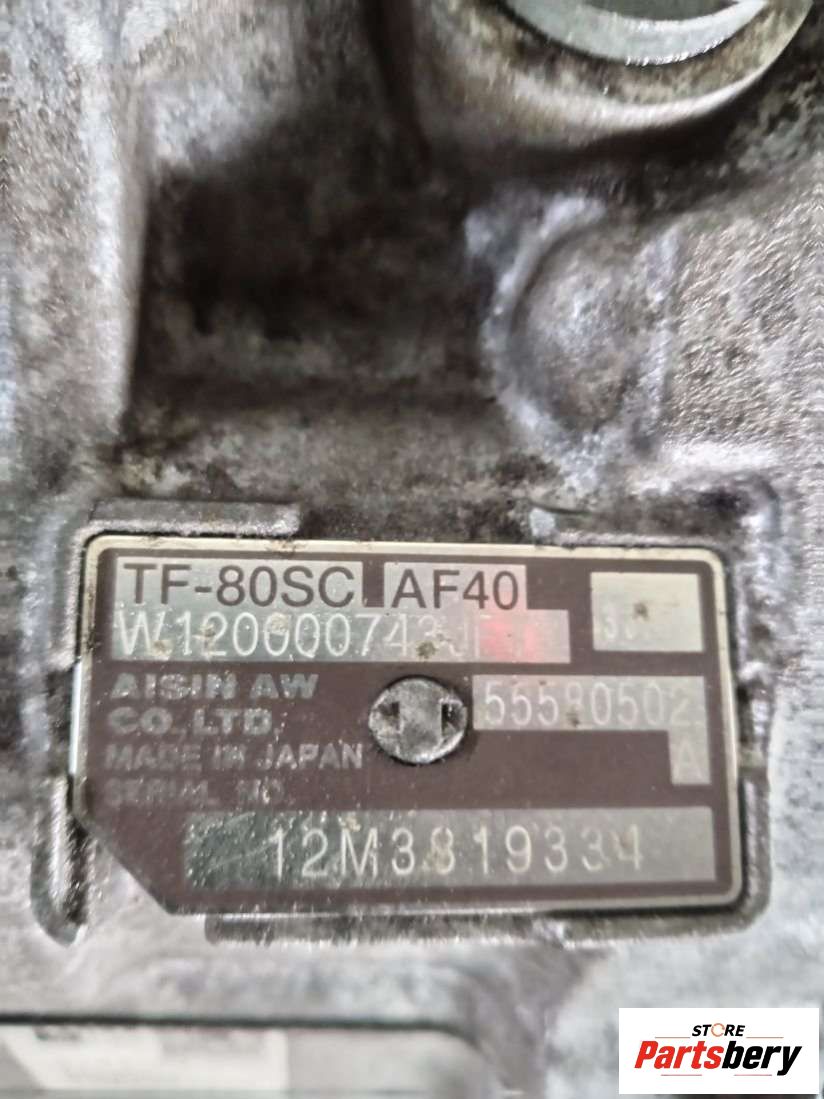 TF-80SC AF40
AISIN AW
CO.,LTD.
55580502
MADE IN JAPAN
A
SERIAL NO.
12M3819334
STORE
Partsbery